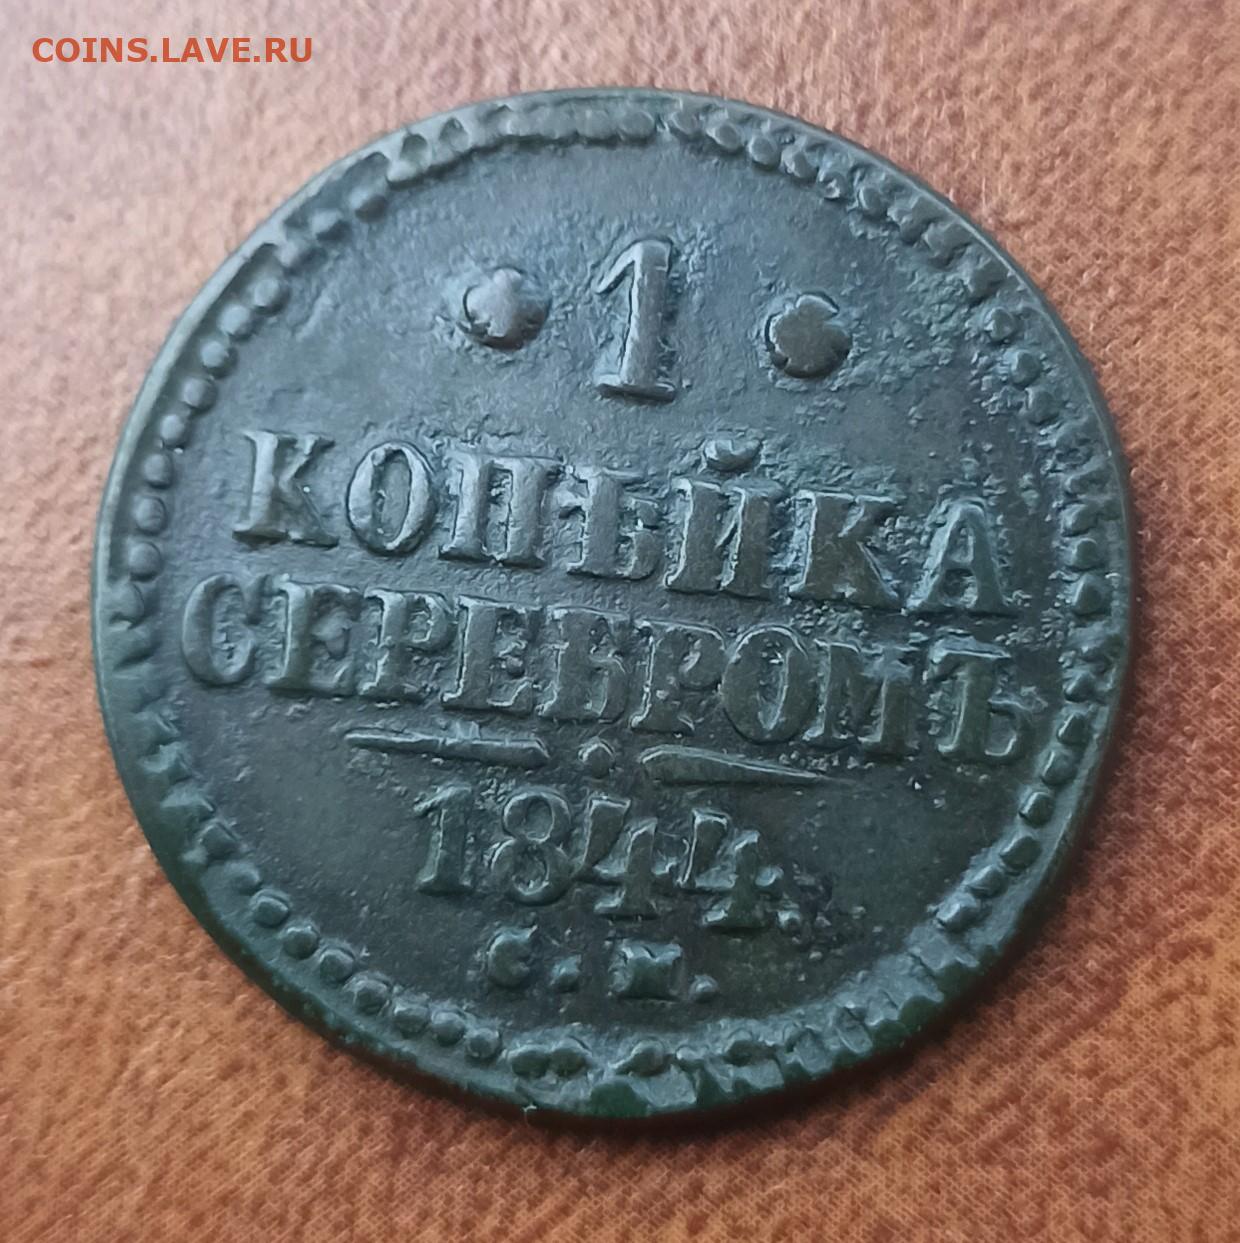 COINS.LAVE.RU
• 1 •
КОПѢЙКА
СЕРЕБРОМЪ
1844.
С. М.